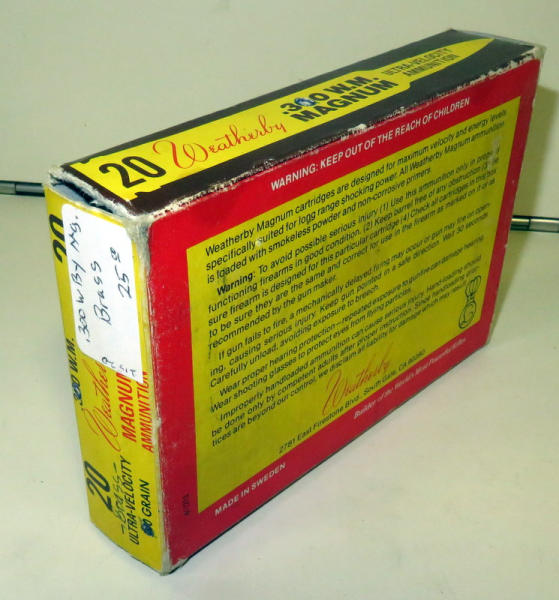 20
Weatherby
.300 W.M.
MAGNUM
ULTRA-VELOCITY
AMMUNITION
WARNING: KEEP OUT OF THE REACH OF CHILDREN
Weatherby Magnum cartridges are designed for maximum velocity and energy levels
specifically suited for long range shocking power. All Weatherby Magnum ammunition
is loaded with smokeless powder and non-corrosive primers.
Warning: To avoid possible serious injury (1) Use this ammunition only in proper
functioning firearms in good condition. (2) Keep barrel free of any obstruction.
sure firearm is designed for this particular cartridge. (4) Check all cartridges in this box
to be sure they are the same and correct for use in the firearm as marked on it or as
recommended by the gun maker.
If gun fails to fire, a mechanically delayed firing may occur or gun may fire on open-
ing, causing serious injury. Keep gun pointed in a safe direction. Wait 30 seconds.
Carefully unload, avoiding exposure to breech.
Wear proper hearing protection as repeated exposure to gunfire can damage hearing.
Wear shooting glasses to protect eyes from flying particles.
Improperly handloaded ammunition can cause serious injury. Hand-loading should
be done only by competent adults after proper instruction. Since handloading
tices are beyond our control, we disclaim all liability for damage which may
Weatherby
2781 East Firestone Blvd., South Gate, CA 90280
Builder of the World's Most Powerful Rifles
MADE IN SWEDEN
20
.300 W.M.
Weatherby
MAGNUM
-Brass-
ULTRA-VELOCITY
AMMUNITION
GRAIN
.300 W.By Mg.
Brass
25